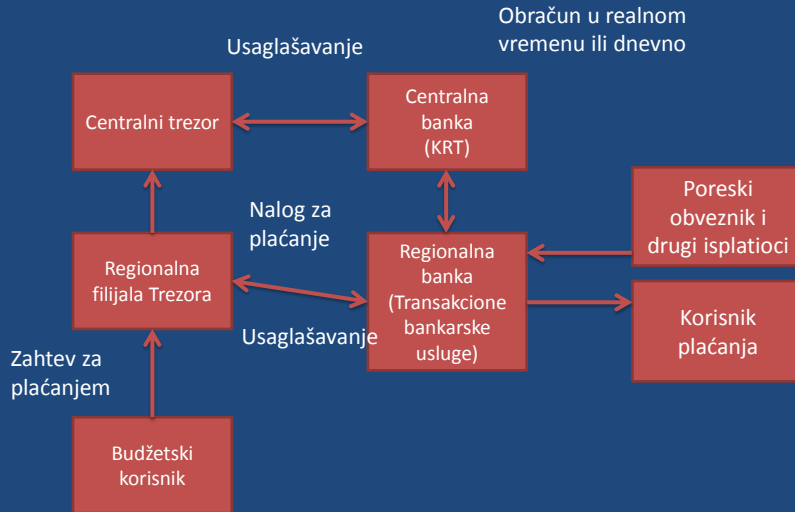 Obračun u realnom
vremenu ili dnevno
Usaglašavanje
Centralni trezor
Centralna
banka
(KRT)
Nalog za
plaćanje
Poreski
obveznik i
drugi isplatioci
Regionalna
filijala Trezora
Regionalna
banka
(Transakcione
bankarske
usluge)
Usaglašavanje
Korisnik
plaćanja
Zahtev za
plaćanjem
Budžetski
korisnik